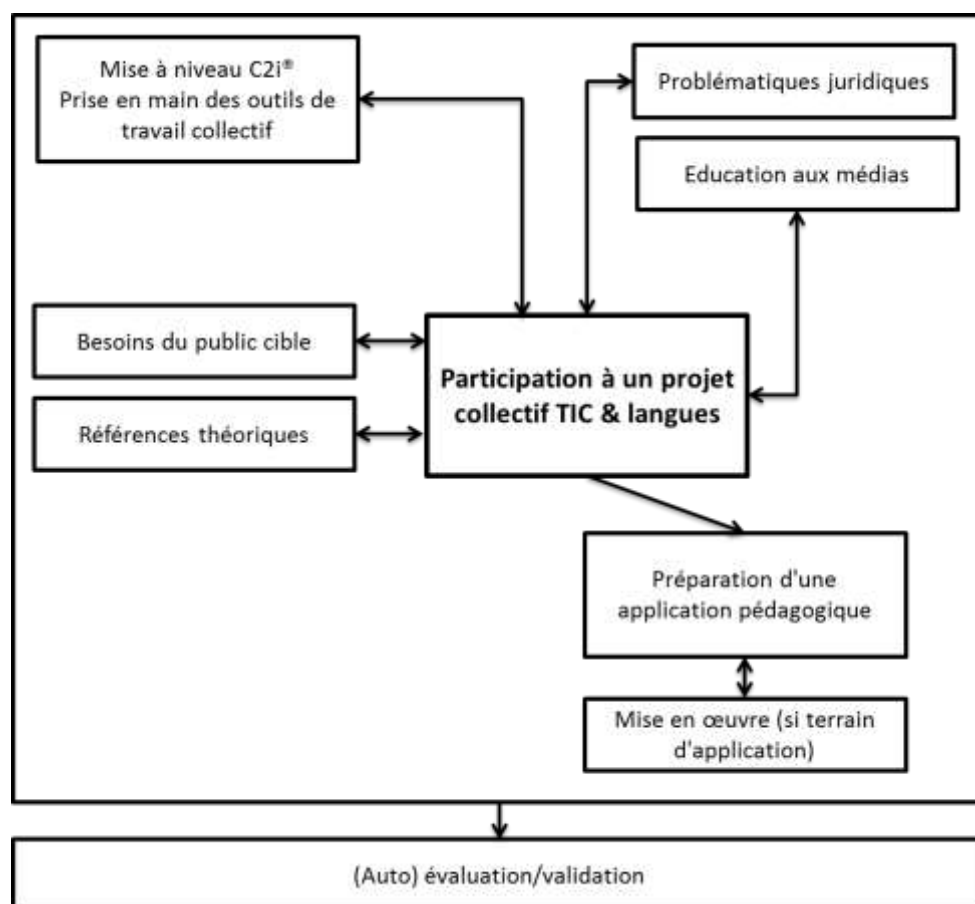 Mise à niveau C2i®
Prise en main des outils de
travail collectif
Problématiques juridiques
Education aux médias
Besoins du public cible
Participation à un projet
collectif TIC & langues
Références théoriques
Préparation d'une
application pédagogique
Mise en œuvre (si terrain
d'application)
(Auto) évaluation/validation